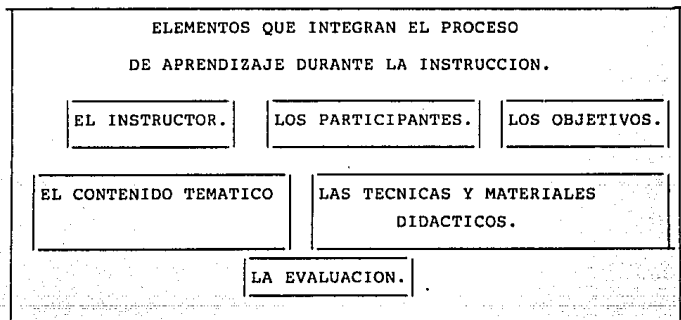 ELEMENTOS QUE INTEGRAN EL PROCESO
DE APRENDIZAJE DURANTE LA INSTRUCCION.
EL INSTRUCTOR. LOS PARTICIPANTES. LOS OBJETIVOS.
EL CONTENIDO TEMATICO LAS TECNICAS Y MATERIALES
DIDACTICOS.
LA EVALUACION.